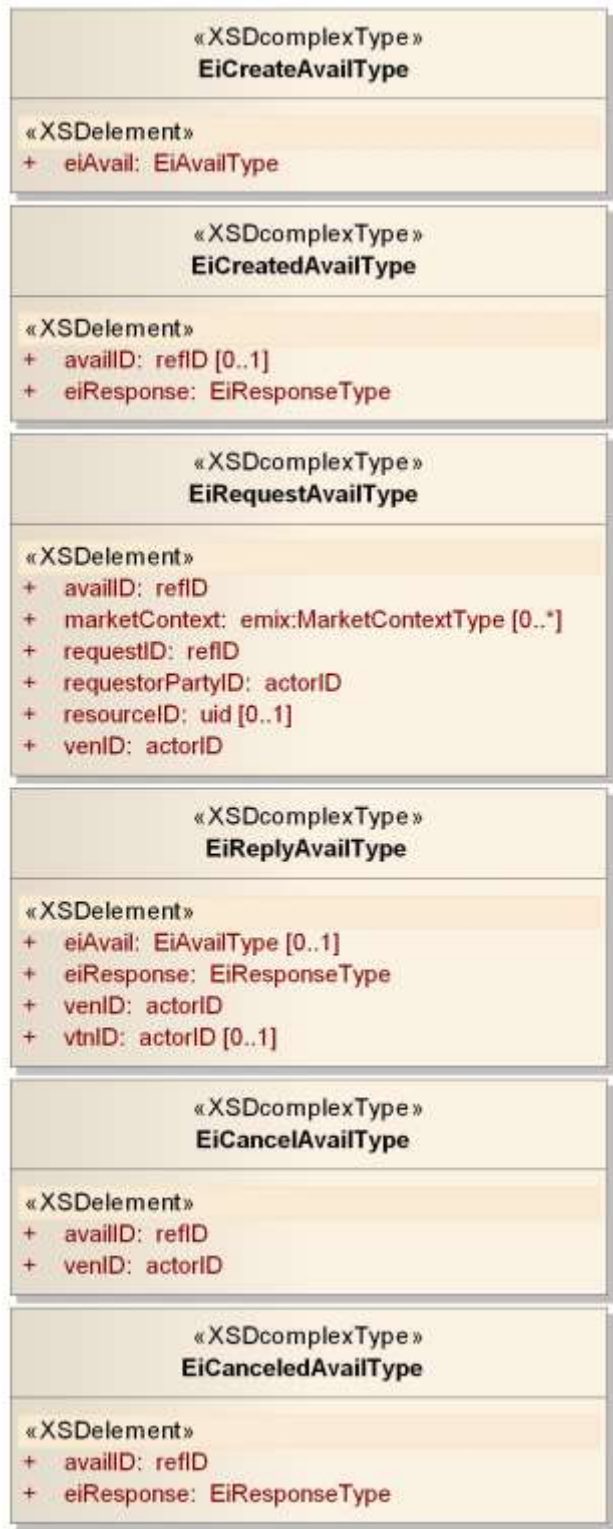 «XSDcomplexType»
EiCreateAvailType
«XSDelement»
+ eiAvail: EiAvailType
«XSDcomplexType»
EiCreatedAvailType
«XSDelement»
+ availID: refID [0..1]
+ eiResponse: EiResponseType
«XSDcomplexType»
EiRequestAvailType
«XSDelement»
+ availID: refID
+ marketContext: emix:MarketContextType [0..*]
+ requestID: refID
+ requestorPartyID: actorID
+ resourceID: uid [0..1]
+ venID: actorID
«XSDcomplexType»
EiReplyAvailType
«XSDelement»
+ eiAvail: EiAvailType [0..1]
+ eiResponse: EiResponseType
+ venID: actorID
+ vtnID: actorID [0..1]
«XSDcomplexType»
EiCancelAvailType
«XSDelement»
+ availID: refID
+ venID: actorID
«XSDcomplexType»
EiCanceledAvailType
«XSDelement»
+ availID: refID
+ eiResponse: EiResponseType